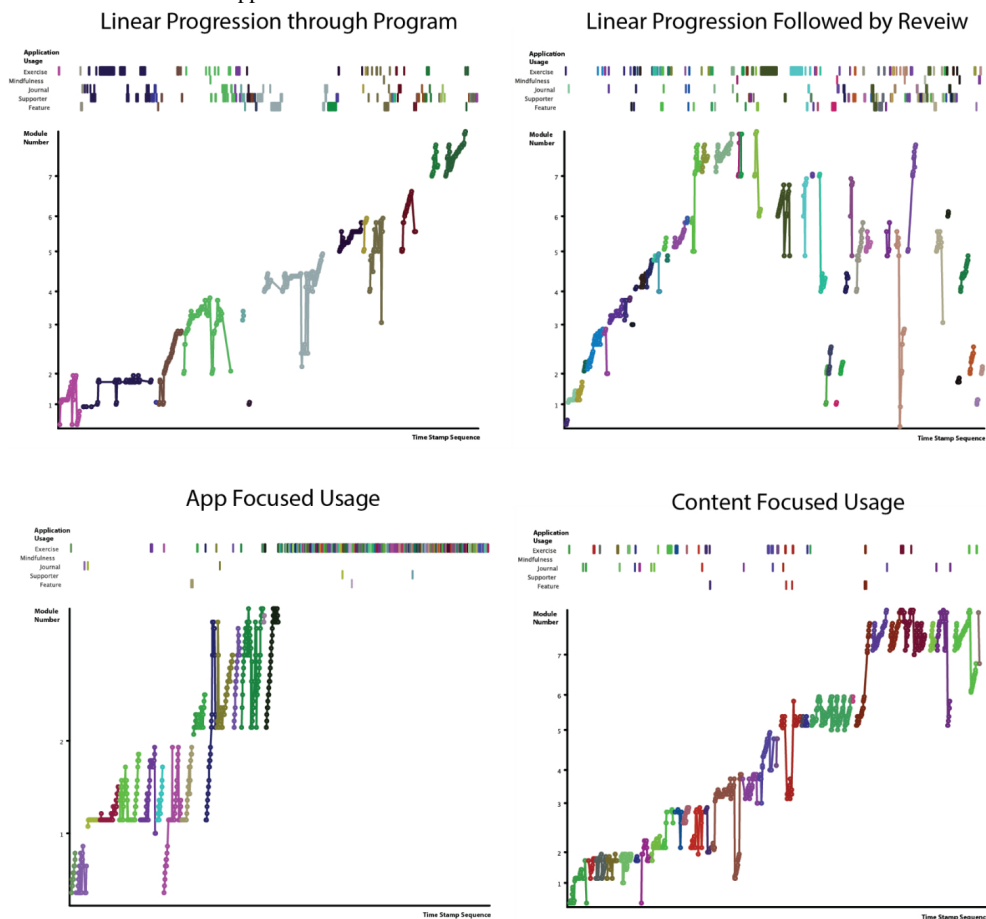 Linear Progression through Program
Application
Usage
Exercise
Mindfulness
Journal
Supporter
Feature
Module
Number
7
6
5
4
3
2
1
Time Stamp Sequence
Linear Progression Followed by Reveiw
Application
Usage
Exercise
Mindfulness
Journal
Supporter
Feature
Module
Number
7
6
5
4
3
2
1
Time Stamp Sequence
App Focused Usage
Application
Usage
Exercise
Mindfulness
Journal
Supporter
Feature
Module
Number
2
1
Time Stamp Sequence
Content Focused Usage
Application
Usage
Exercise
Mindfulness
Journal
Supporter
Feature
Module
Number
7
6
5
4
3
2
1
Time Stamp Sequence